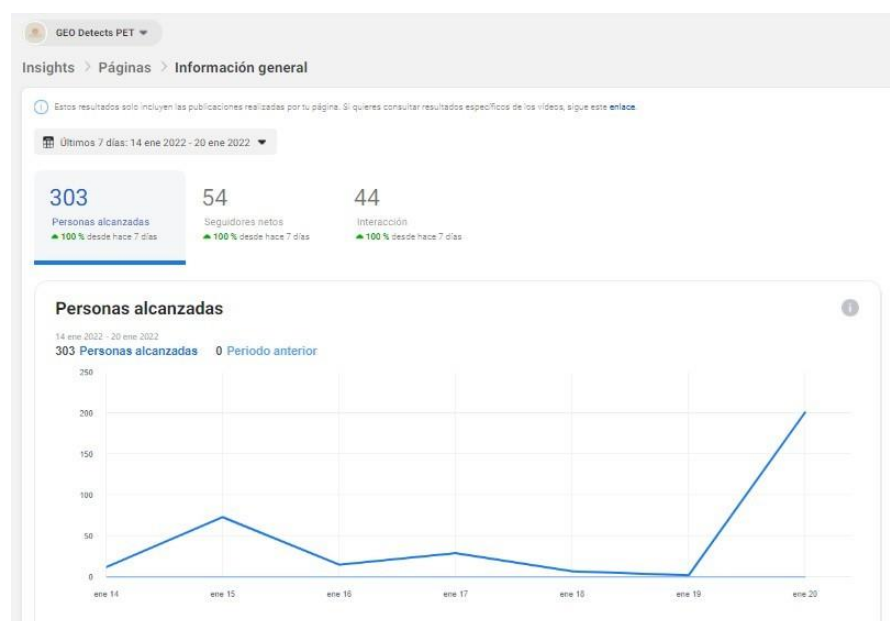 GEO Detects PET
Insights > Páginas > Información general
Estos resultados solo incluyen las publicaciones realizadas por tu página. Si quieres consultar resultados específicos de los vídeos, sigue este enlace.
Últimos 7 días: 14 ene 2022 - 20 ene 2022
303 54 44
Personas alcanzadas Seguidores netos Interacción
100 % desde hace 7 días 100 % desde hace 7 días 100 % desde hace 7 días
Personas alcanzadas
14 ene 2022 - 20 ene 2022
303 Personas alcanzadas 0 Periodo anterior
250
200
150
100
50
0
ene 14 ene 15 ene 16 ene 17 ene 18 ene 19 ene 20